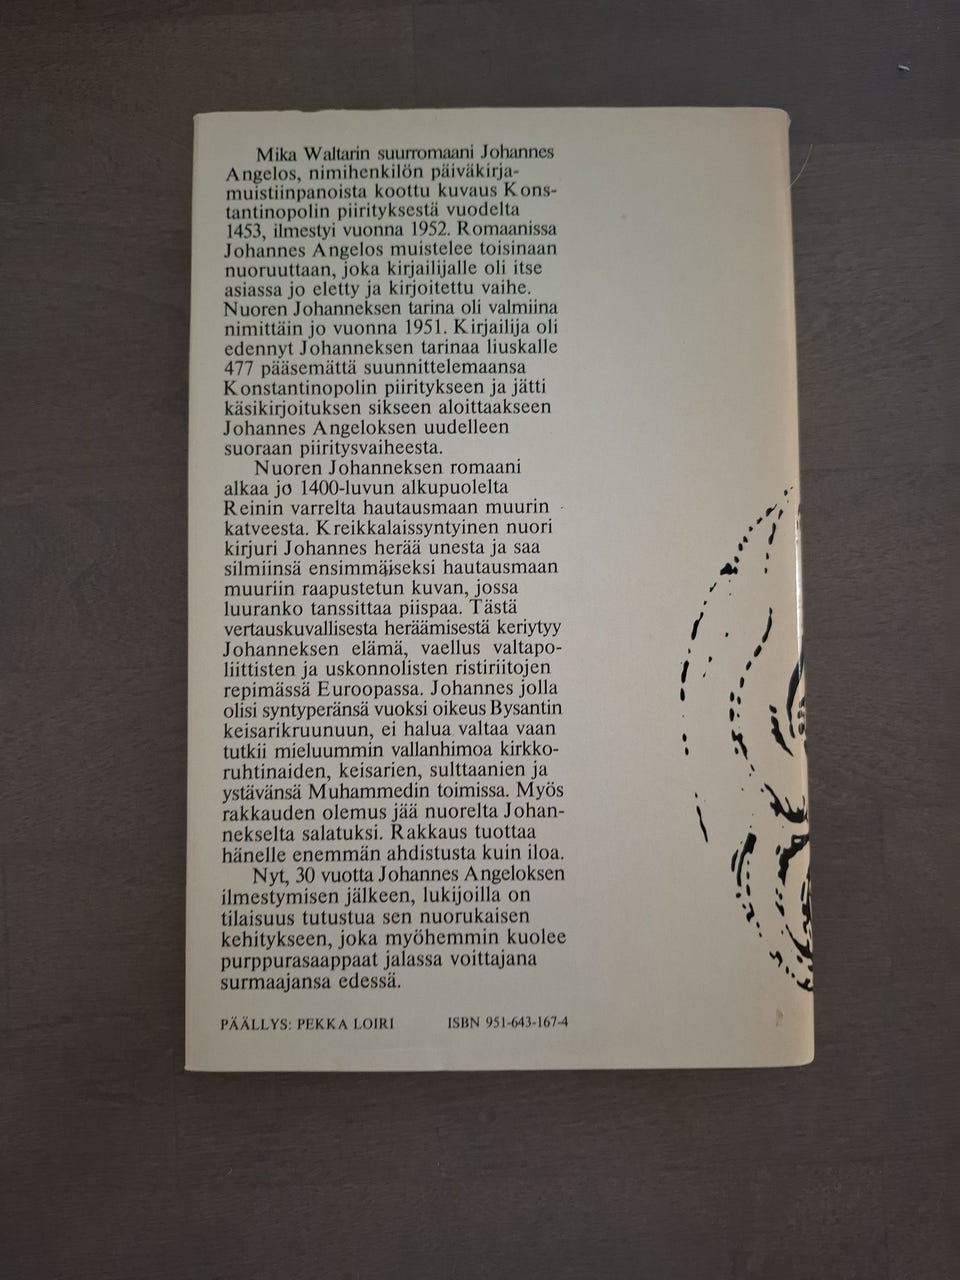 Mika Waltarin suurromaani Johannes
Angelos, nimihenkilön päiväkirja-
muistiinpanoista koottu kuvaus Kons-
tantinopolin piirityksestä vuodelta
1453, ilmestyi vuonna 1952. Romaanissa
Johannes Angelos muistelee toisinaan
nuoruuttaan, joka kirjailijalle oli itse
asiassa jo eletty ja kirjoitettu vaihe.
Nuoren Johanneksen tarina oli valmiina
nimittäin jo vuonna 1951. Kirjailija oli
edennyt Johanneksen tarinaa liuskalle
477 pääsemättä suunnittelemaansa
Konstantinopolin piiritykseen ja jätti
käsikirjoituksen sikseen aloittaakseen
Johannes Angeloksen uudelleen
suoraan piiritysvaiheesta.
Nuoren Johanneksen romaani
alkaa jo 1400-luvun alkupuolelta
Reinin varrelta hautausmaan muurin
katveesta. Kreikkalaissyntyinen nuori
kirjuri Johannes herää unesta ja saa
silmiinsä ensimmäiseksi hautausmaan
muuriin raapustetun kuvan, jossa
luuranko tanssittaa piispaa. Tästä
vertauskuvallisesta heräämisestä keriytyy
Johanneksen elämä, vaellus valtapo-
liittisten ja uskonnolisten ristiriitojen
repimässä Euroopassa. Johannes jolla
olisi syntyperänsä vuoksi oikeus Bysantin
keisarikruunuun, ei halua valtaa vaan
tutkii mieluummin vallanhimoa kirkko-
ruhtinaiden, keisarien, sulttaanien ja
ystävänsä Muhammedin toimissa. Myös
rakkauden olemus jää nuorelta Johan-
nekselta salatuksi. Rakkaus tuottaa
hänelle enemmän ahdistusta kuin iloa.
Nyt, 30 vuotta Johannes Angeloksen
ilmestymisen jälkeen, lukijoilla on
tilaisuus tutustua sen nuorukaisen
kehitykseen, joka myöhemmin kuolee
purppurasaappaat jalassa voittajana
surmaajansa edessä.
PÄÄLLYS: PEKKA LOIRI ISBN 951-643-167-4